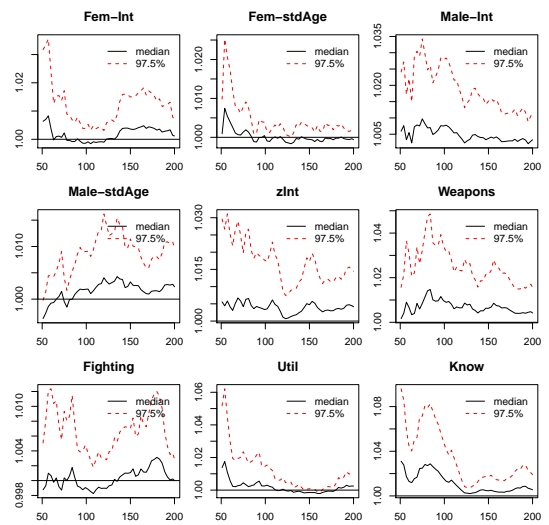 Fem−Int
Fem−stdAge
Male−Int
median
97.5%
median
97.5%
median
97.5%
1.00
1.02
1.000
1.010
1.020
1.005
1.020
1.035
50 100 150 200
50 100 150 200
50 100 150 200
Male−stdAge
zInt
Weapons
median
97.5%
median
97.5%
median
97.5%
1.000
1.010
1.000
1.015
1.030
1.00
1.02
1.04
50 100 150 200
50 100 150 200
50 100 150 200
Fighting
Util
Know
median
97.5%
median
97.5%
median
97.5%
0.998
1.004
1.010
1.00
1.02
1.04
1.06
1.00
1.04
1.08
50 100 150 200
50 100 150 200
50 100 150 200